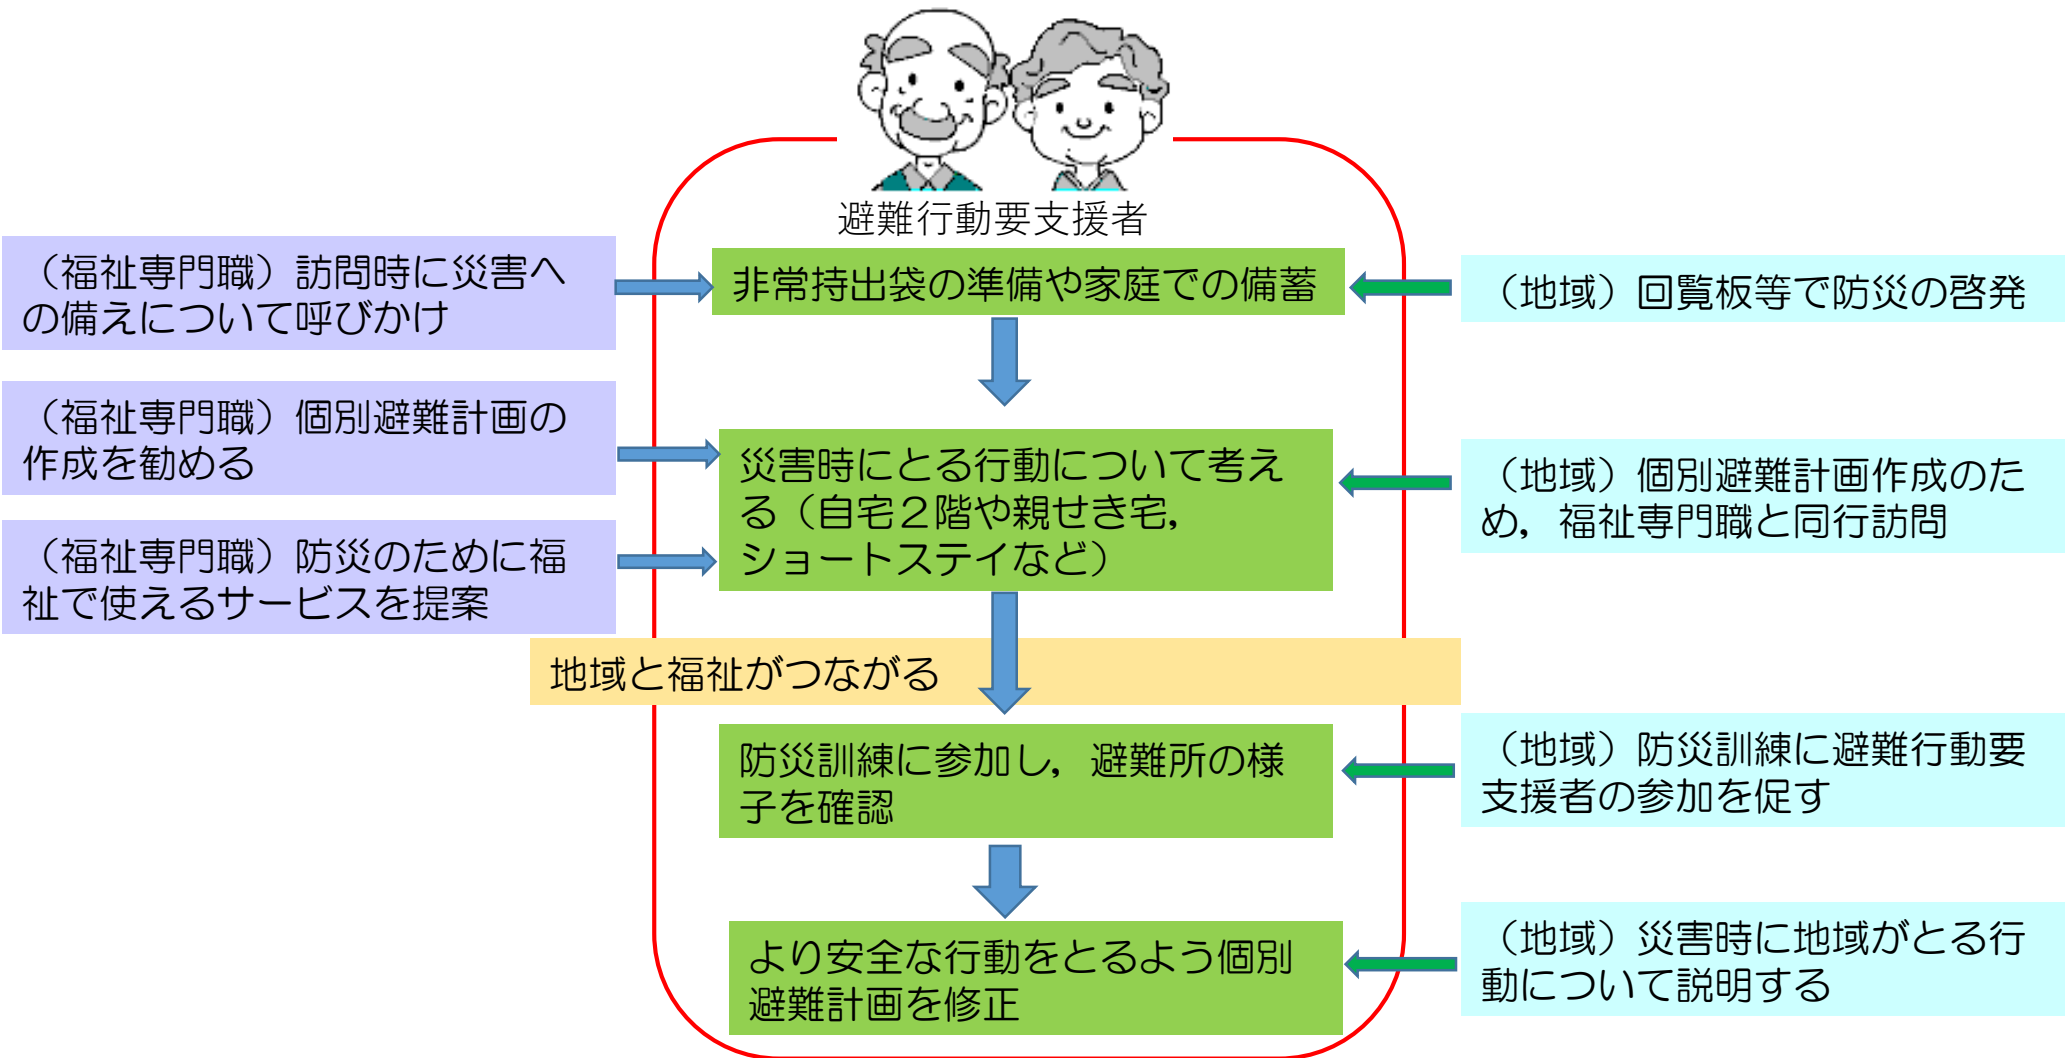 避難行動要支援者
（福祉専門職）訪問時に災害へ
の備えについて呼びかけ
非常持出袋の準備や家庭での備蓄
（地域）回覧板等で防災の啓発
（福祉専門職）個別避難計画の
作成を勧める
（福祉専門職）防災のために福
祉で使えるサービスを提案
災害時にとる行動について考え
る（自宅２階や親せき宅，
ショートステイなど）
（地域）個別避難計画作成のた
め，福祉専門職と同行訪問
地域と福祉がつながる
防災訓練に参加し，避難所の様
子を確認
（地域）防災訓練に避難行動要
支援者の参加を促す
より安全な行動をとるよう個別
避難計画を修正
（地域）災害時に地域がとる行
動について説明する